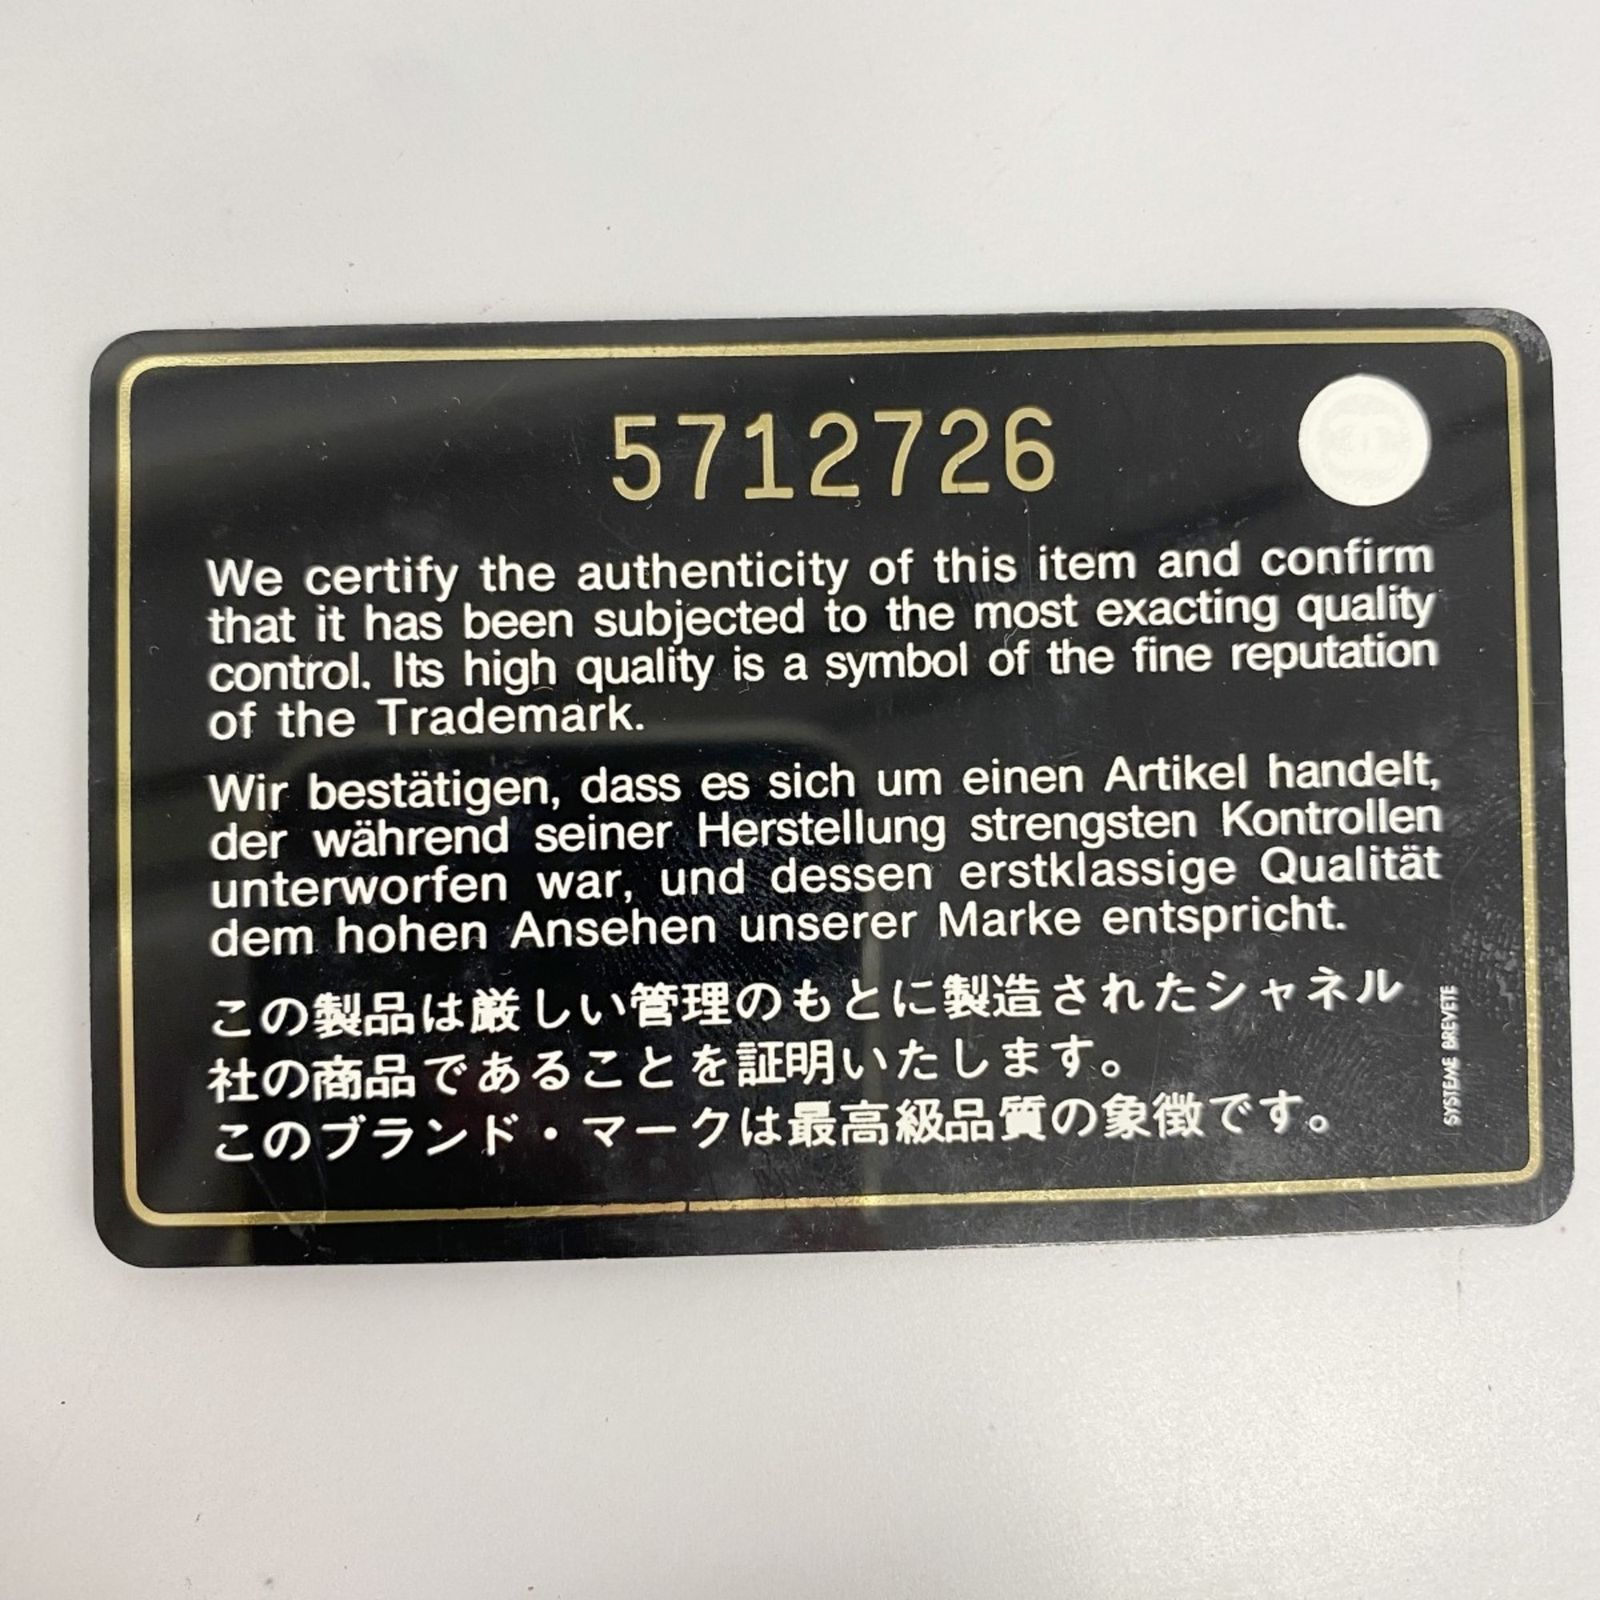 5712726
We certify the authenticity of this item and confirm
that it has been subjected to the most exacting quality
control. Its high quality is a symbol of the fine reputation
of the Trademark.
Wir bestätigen, dass es sich um einen Artikel handelt,
der während seiner Herstellung strengsten Kontrollen
unterworfen war, und dessen erstklassige Qualität
dem hohen Ansehen unserer Marke entspricht.
この製品は厳しい管理のもとに製造されたシャネル
社の商品であることを証明いたします。
このブランド・マークは最高級品質の象徴です。
SYSTEME BREVETE